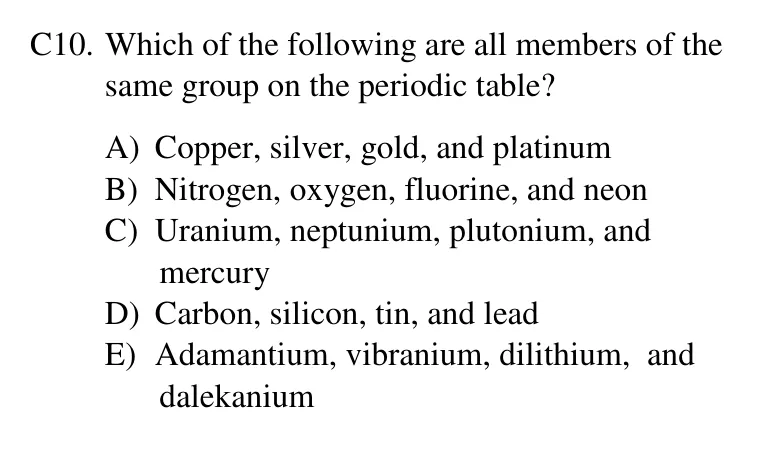 C10. Which of the following are all members of the
same group on the periodic table?
A) Copper, silver, gold, and platinum
B) Nitrogen, oxygen, fluorine, and neon
C) Uranium, neptunium, plutonium, and
mercury
D) Carbon, silicon, tin, and lead
E) Adamantium, vibranium, dilithium, and
dalekanium